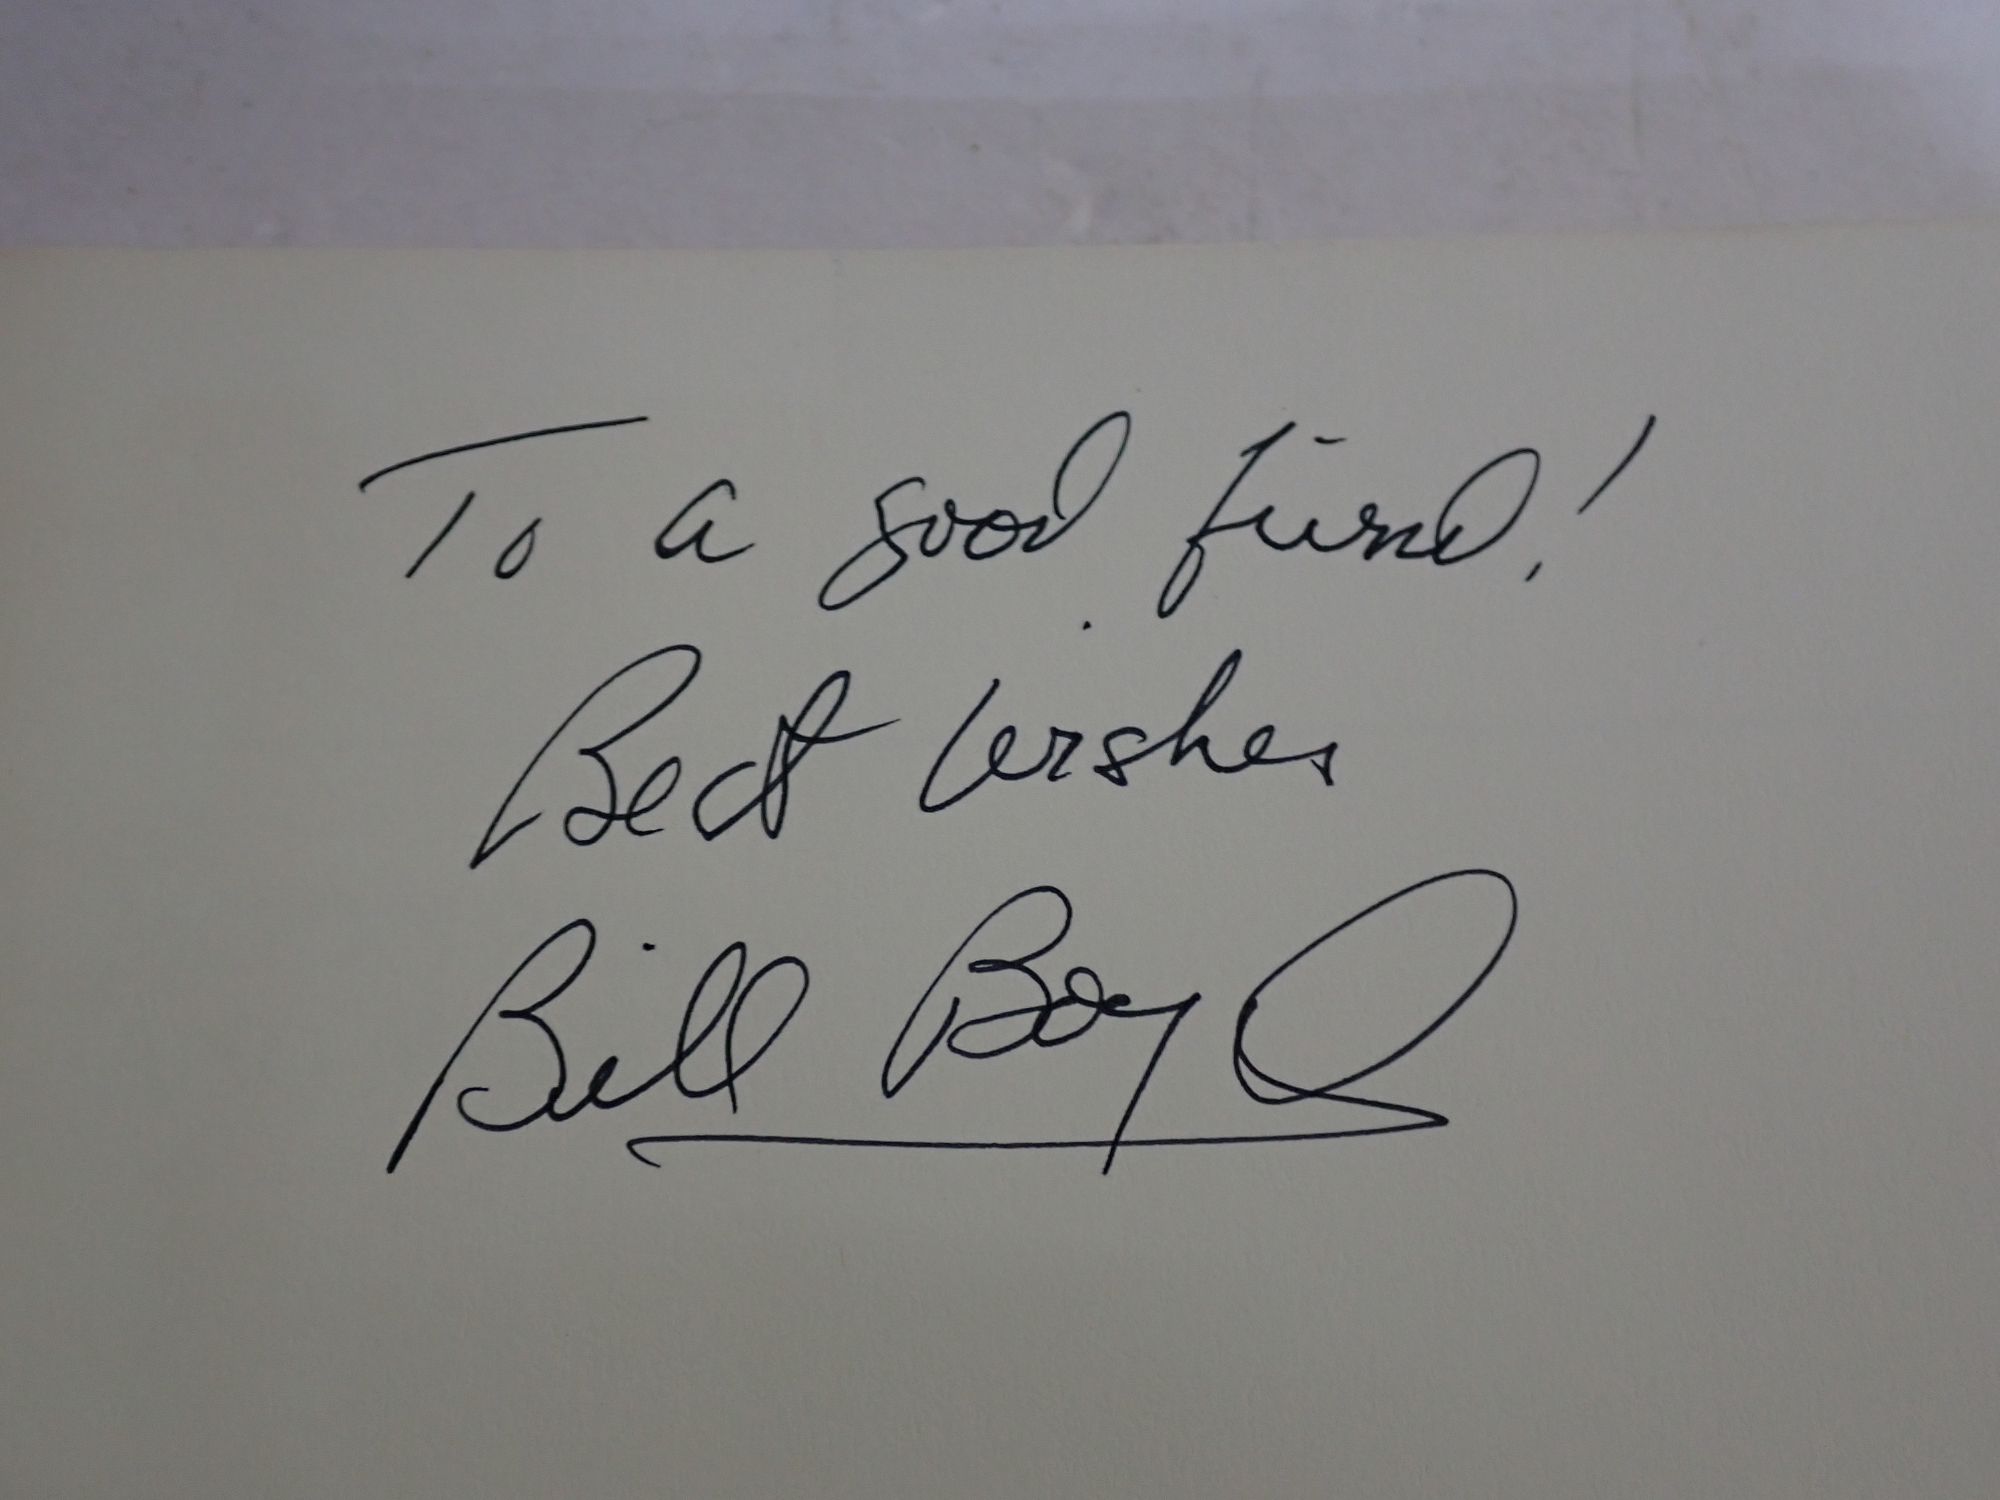 To a good friend!
Best Wishes
Bill Boyd